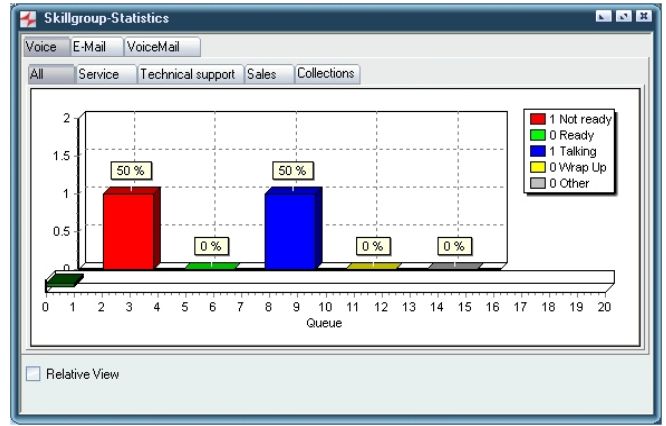 Skillgroup-Statistics
Voice E-Mail VoiceMail
All Service Technical support Sales Collections
2
1.5
1
0.5
0
50 % 0 % 50 % 0 % 0 %
1 Not ready
0 Ready
1 Talking
0 Wrap Up
0 Other
0 1 2 3 4 5 6 7 8 9 10 11 12 13 14 15 16 17 18 19 20
Queue
Relative View